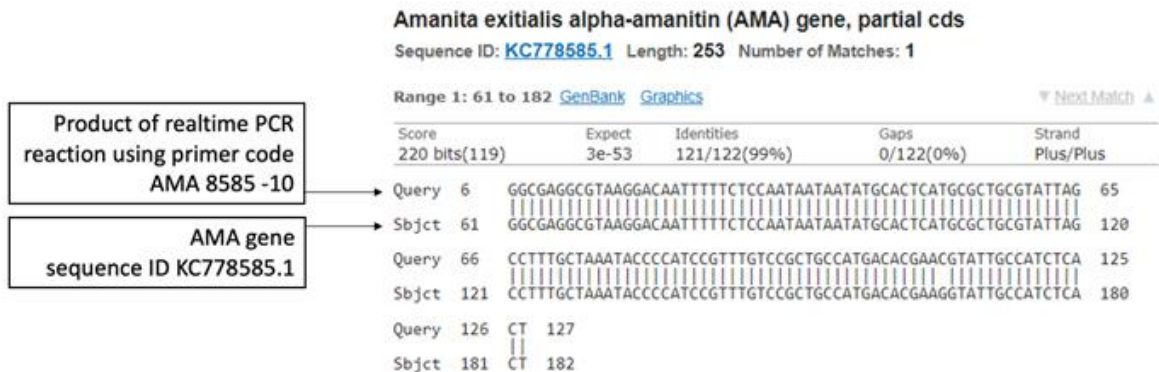 Amanita exitialis alpha-amanitin (AMA) gene, partial cds
Sequence ID: KC778585.1 Length: 253 Number of Matches: 1
Range 1: 61 to 182 GenBank Graphics ▼ Next Match ▲
Score Expect Identities Gaps Strand
220 bits(119) 3e-53 121/122(99%) 0/122(0%) Plus/Plus
Product of realtime PCR
reaction using primer code
AMA 8585 -10
AMA gene
sequence ID KC778585.1
Query 6 GGCGAGGCGTAAGGACAATTTTTCTCCAATAATAATATGCACTCATGCGCTGCGTATTAG 65
Sbjct 61 GGCGAGGCGTAAGGACAATTTTTCTCCAATAATAATATGCACTCATGCGCTGCGTATTAG 120
Query 66 CCTTTGCTAAATACCCCATCCGTTTGTCCGCTGCCATGACACGAACGTATTGCCATCTCA 125
Sbjct 121 CCTTTGCTAAATACCCCATCCGTTTGTCCGCTGCCATGACACGAAGGTATTGCCATCTCA 180
Query 126 CT 127
Sbjct 181 CT 182